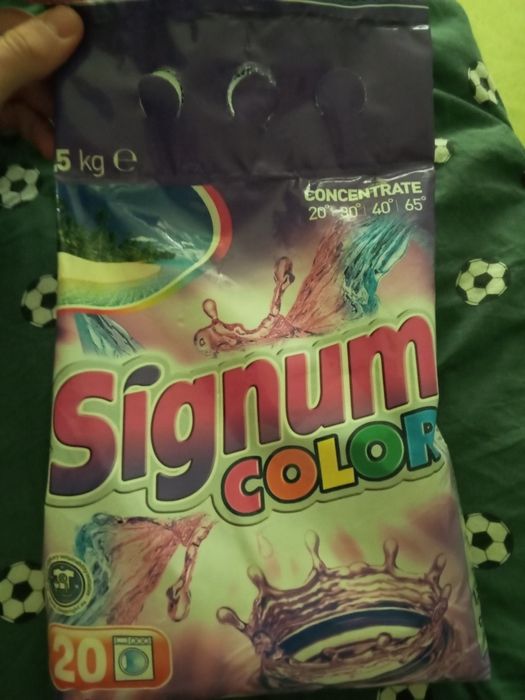 5 kg e
CONCENTRATE
20° 30° 40° 65°
Signum
COLOR
20